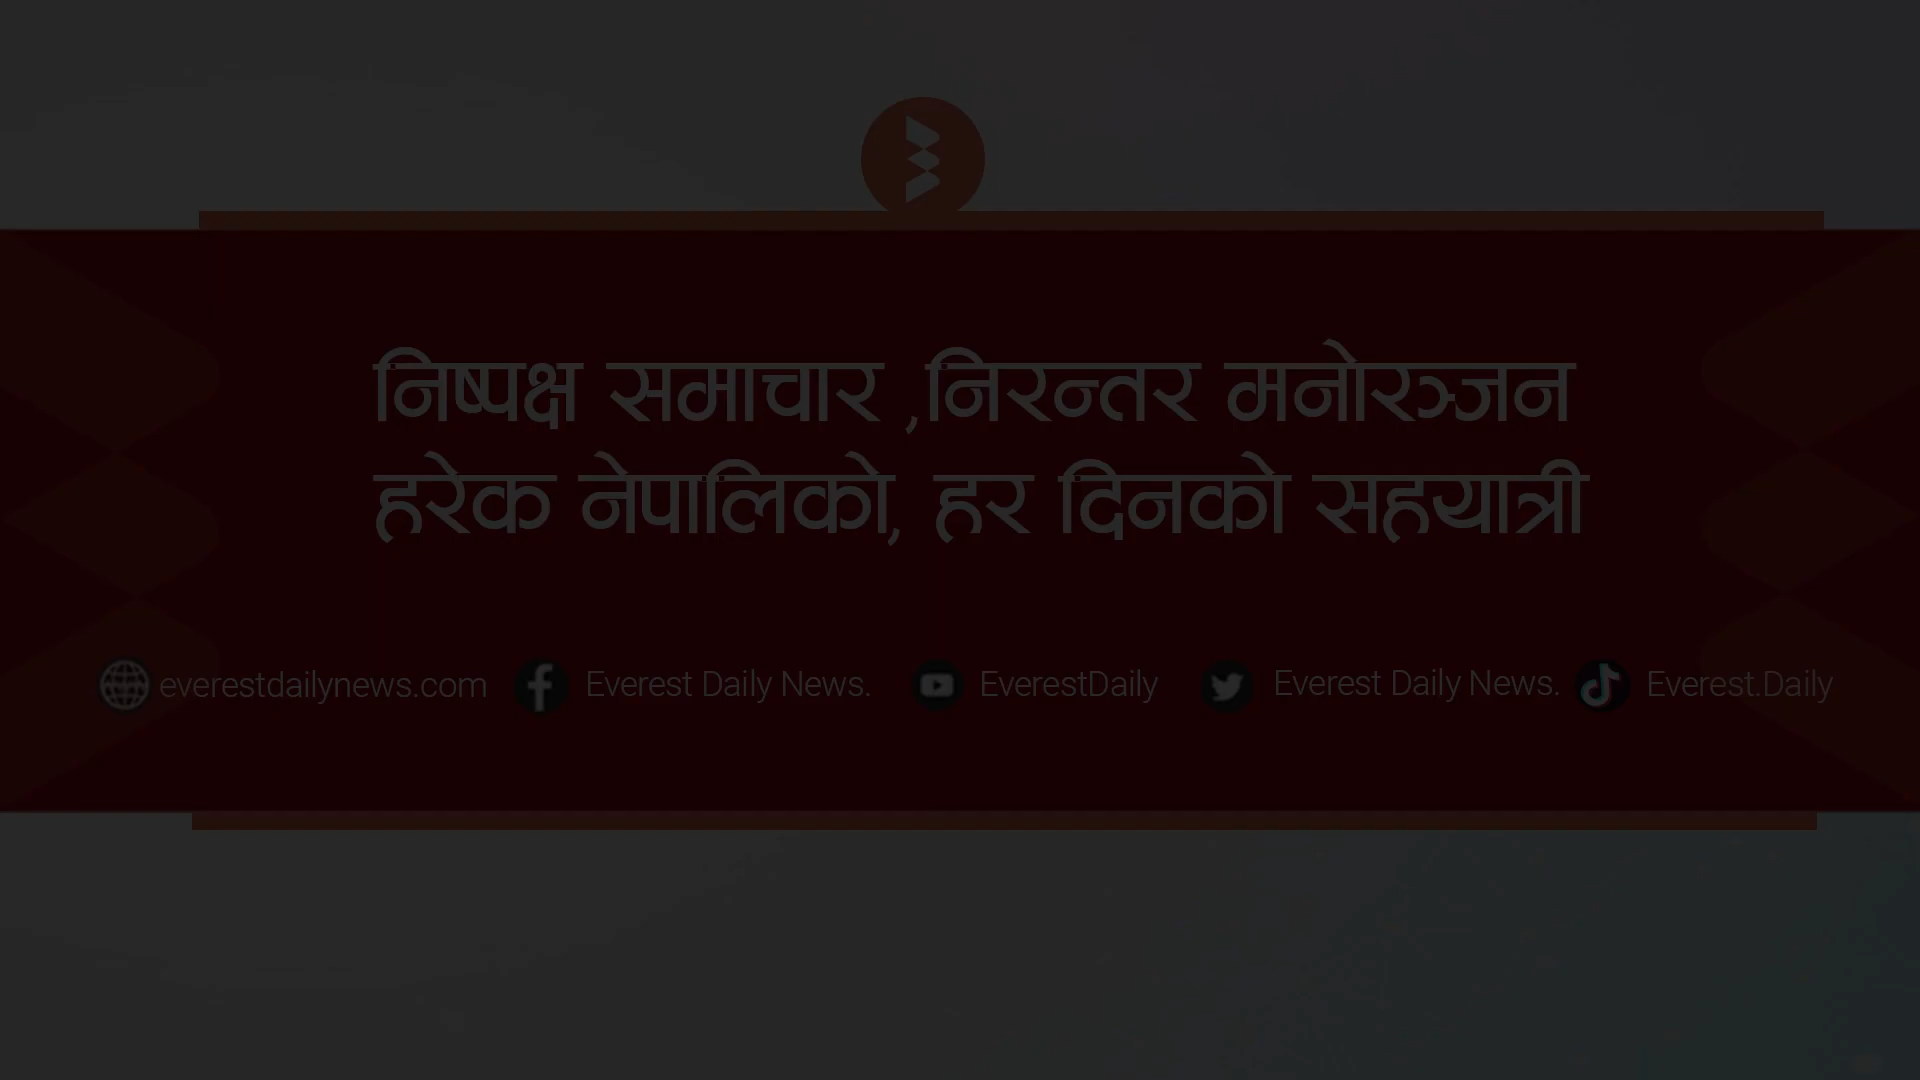 निष्पक्ष समाचार ,निरन्तर मनोरञ्जन
हरेक नेपालिको, हर दिनको सहयात्री
everestdailynews.com Everest Daily News. EverestDaily Everest Daily News. Everest.Daily